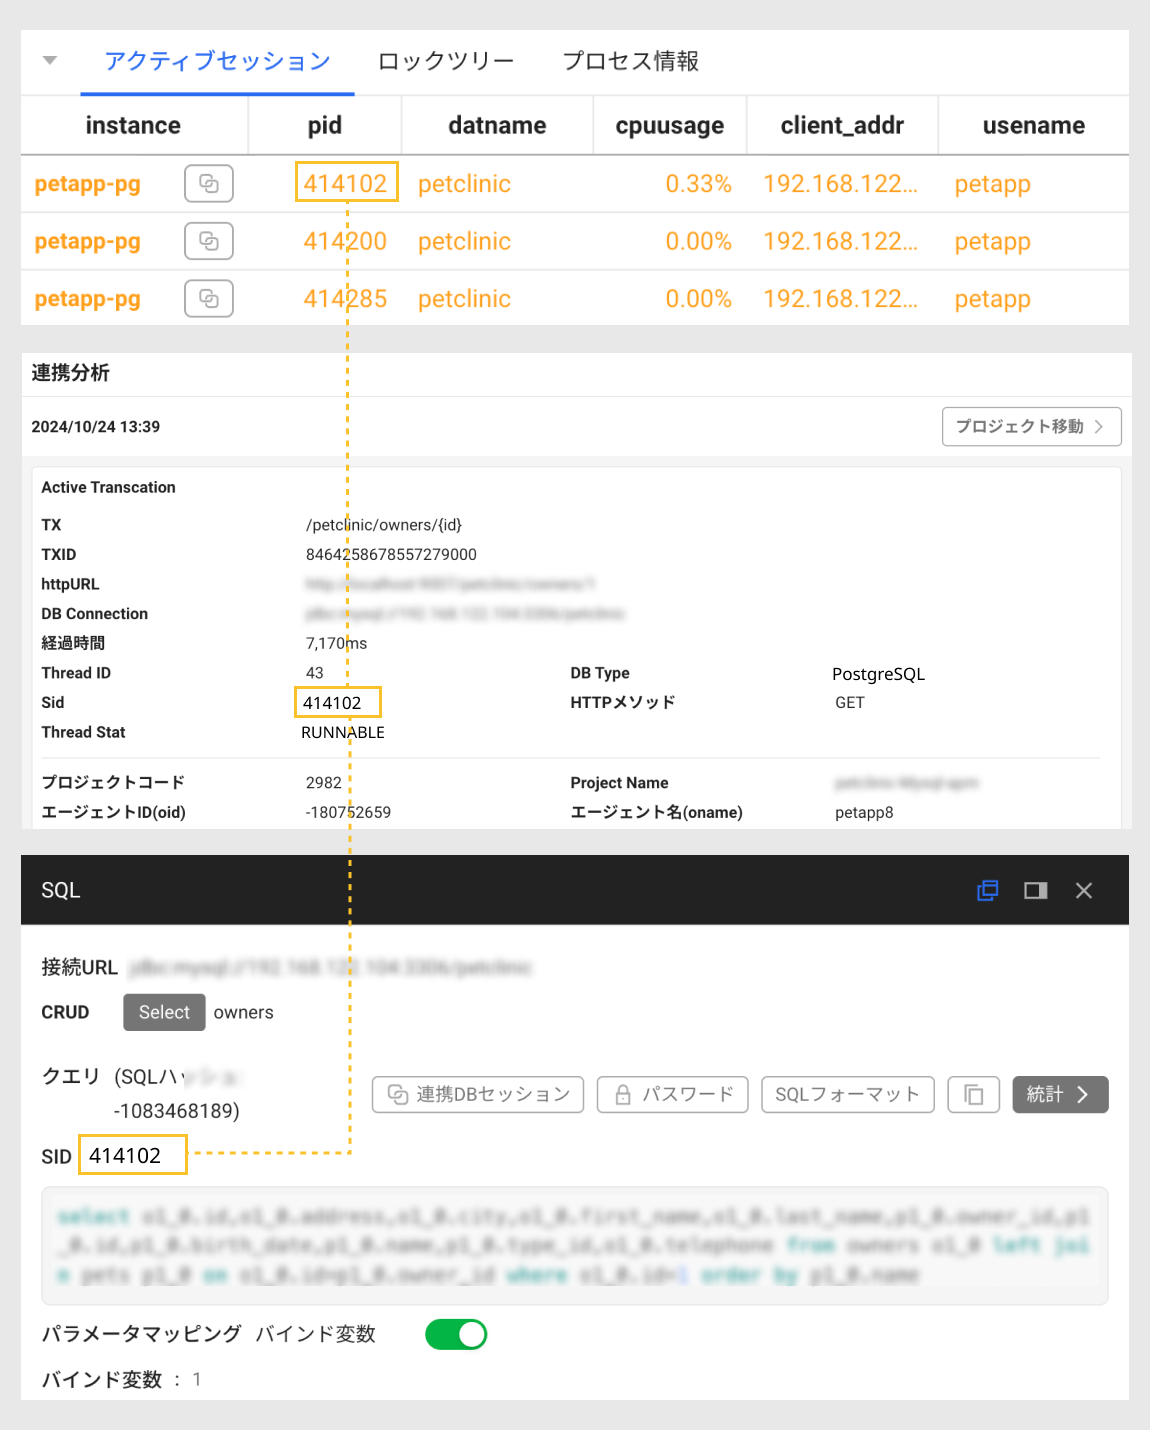 アクティブセッション ロックツリー プロセス情報
instance pid datname cpuusage client_addr usename
petapp-pg 414102 petclinic 0.33% 192.168.122... petapp
petapp-pg 414200 petclinic 0.00% 192.168.122... petapp
petapp-pg 414285 petclinic 0.00% 192.168.122... petapp
連携分析
2024/10/24 13:39 プロジェクト移動
Active Transcation
TX /petclinic/owners/{id}
TXID 8464258678557279000
httpURL
DB Connection
経過時間 7,170ms
Thread ID 43 DB Type PostgreSQL
Sid 414102 HTTPメソッド GET
Thread Stat RUNNABLE
プロジェクトコード 2982 Project Name
エージェントID(oid) -180752659 エージェント名(oname) petapp8
SQL
接続URL
CRUD Select owners
クエリ (SQLハッシュ:
-1083468189) 連携DBセッション パスワード SQLフォーマット 統計
SID 414102
パラメータマッピング バインド変数
バインド変数 : 1